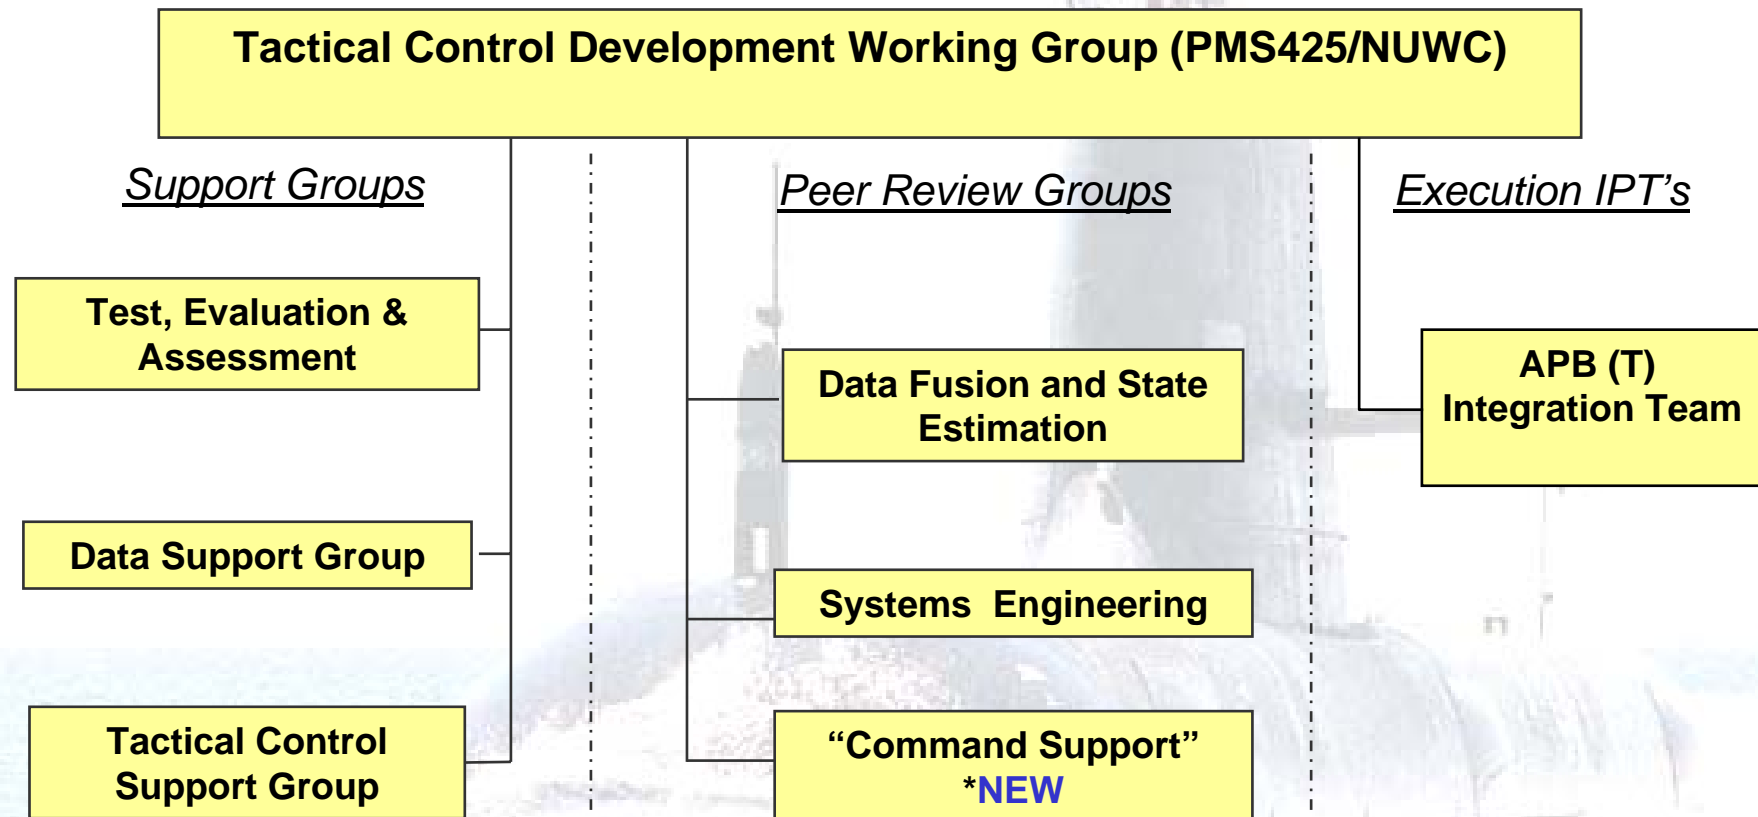 Tactical Control Development Working Group (PMS425/NUWC)
Support Groups
Test, Evaluation &
Assessment
Data Support Group
Tactical Control
Support Group
Peer Review Groups
Data Fusion and State
Estimation
Systems Engineering
“Command Support”
*NEW
Execution IPT’s
APB (T)
Integration Team